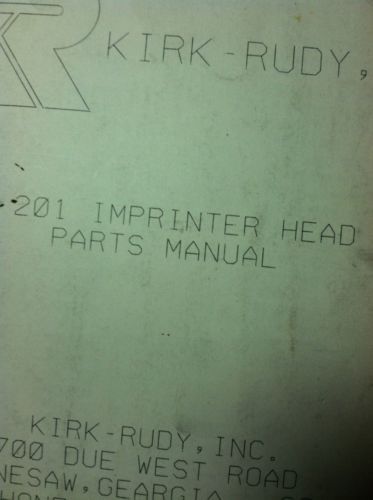 KIRK-RUDY,
201 IMPRINTER HEAD
PARTS MANUAL
KIRK-RUDY, INC.
700 DUE WEST ROAD
NESAW, GEARGIA